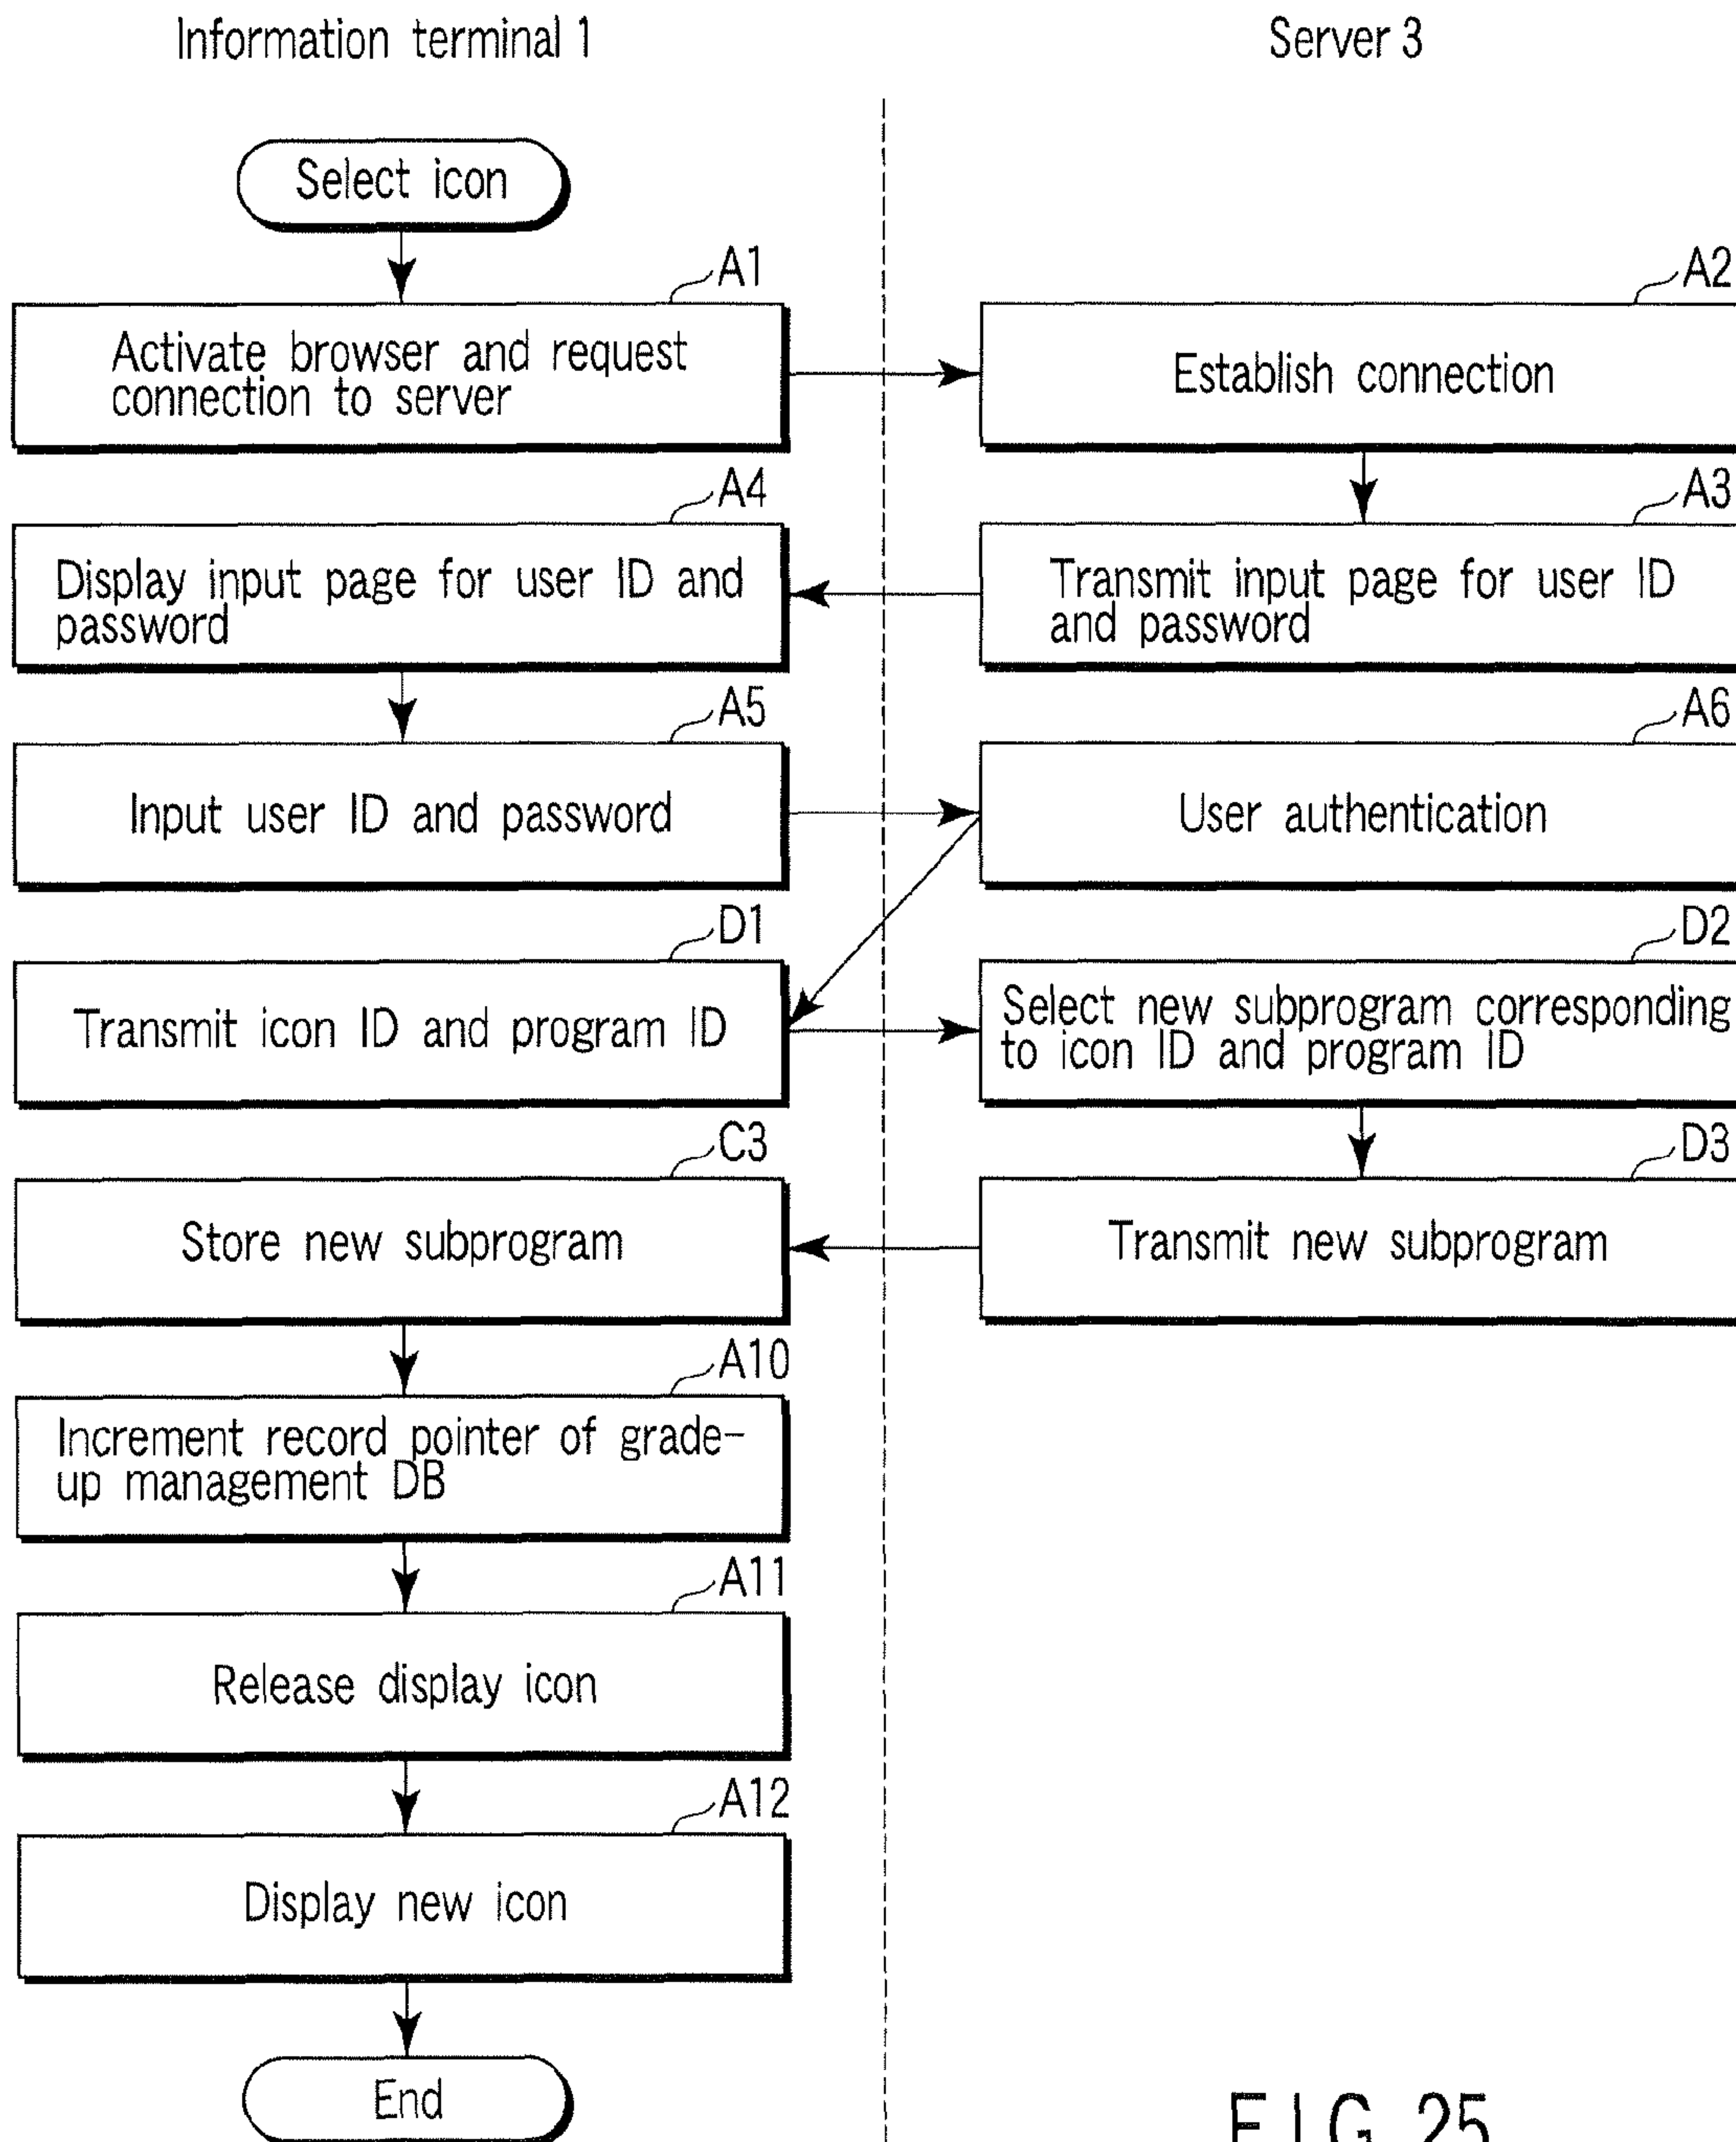 Information terminal 1
Server 3
Select icon
A1
Activate browser and request
connection to server
A2
Establish connection
A4
Display input page for user ID and
password
A3
Transmit input page for user ID
and password
A5
Input user ID and password
A6
User authentication
D1
Transmit icon ID and program ID
D2
Select new subprogram corresponding
to icon ID and program ID
C3
Store new subprogram
D3
Transmit new subprogram
A10
Increment record pointer of grade-
up management DB
A11
Release display icon
A12
Display new icon
End
FIG. 25